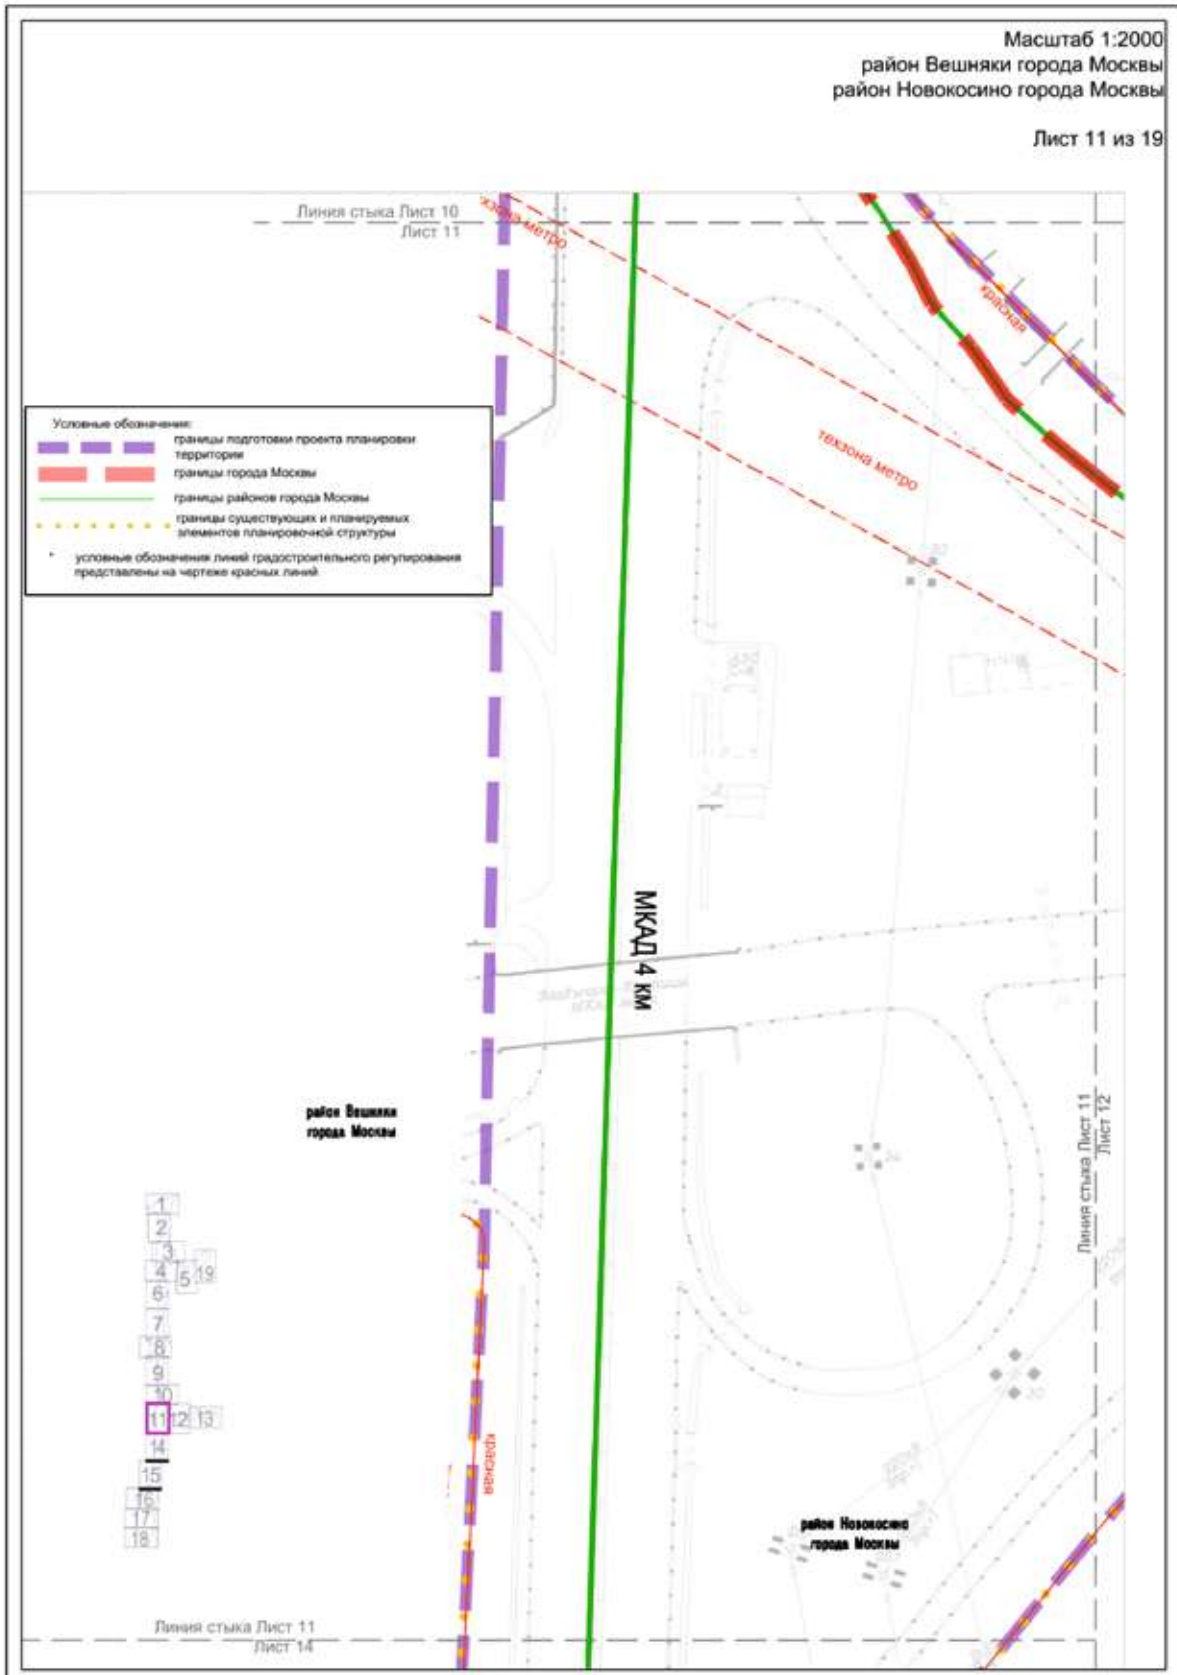 Масштаб 1:2000
район Вешняки города Москвы
район Новокосино города Москвы
Лист 11 из 19
Линия стыка Лист 10
Лист 11
техзона метро
красная
техзона метро
Условные обозначения:
границы подготовки проекта планировки
территории
границы города Москвы
границы районов города Москвы
границы существующих и планируемых
элементов планировочной структуры
* условные обозначения линий градостроительного регулирования
представлены на чертеже красных линий
МКАД 4 км
район Вешняки
города Москвы
Линия стыка Лист 11
Лист 12
1
2
3
4
5
19
6
7
8
9
10
11
12
13
14
15
16
17
18
красная
район Новокосино
города Москвы
Линия стыка Лист 11
Лист 14